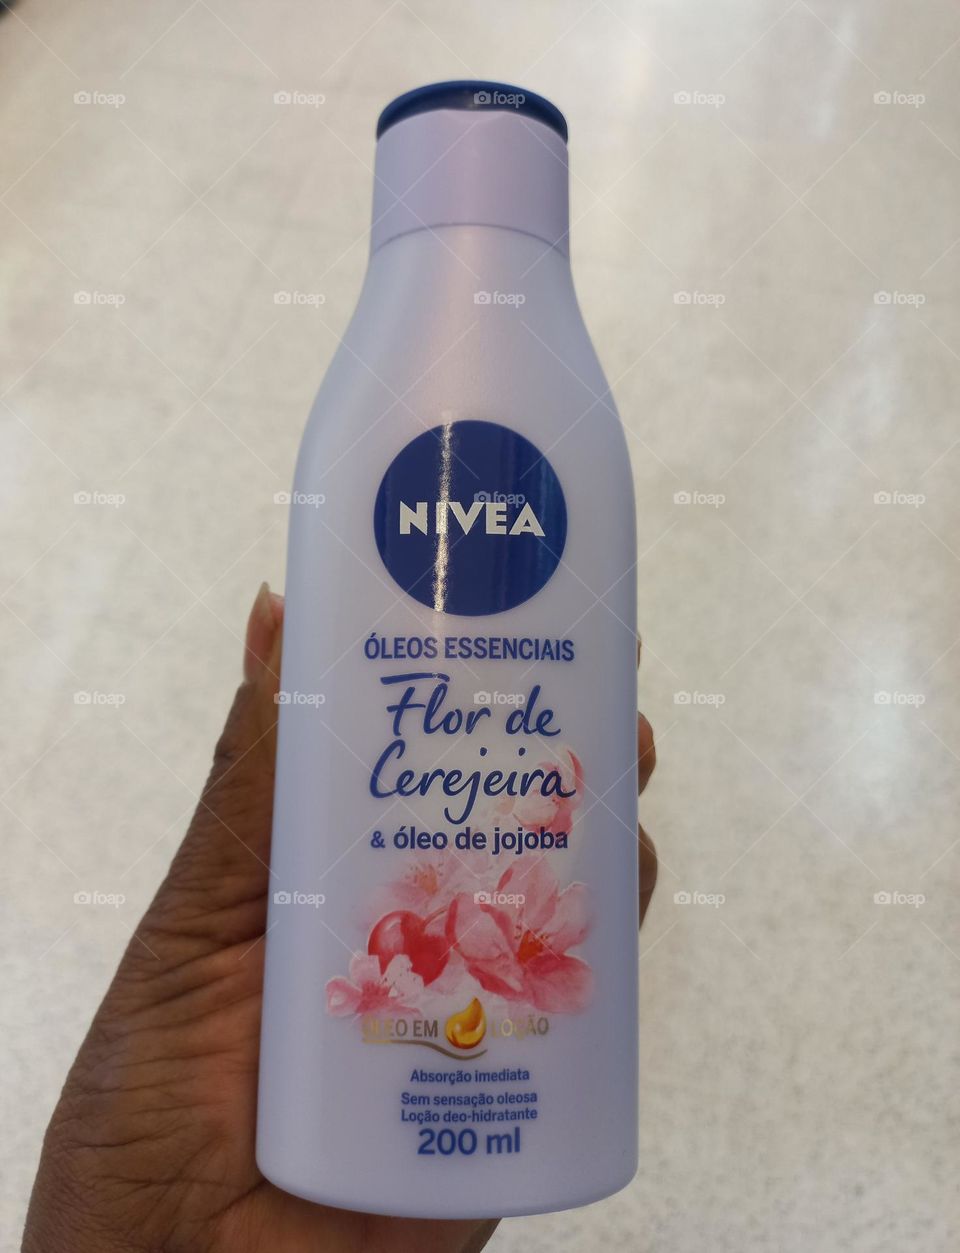 NIVEA
ÓLEOS ESSENCIAIS
Flor de
Cerejeira
& óleo de jojoba
ÓLEO EM LOÇÃO
Absorção imediata
Sem sensação oleosa
Loção deo-hidratante
200 ml
foap